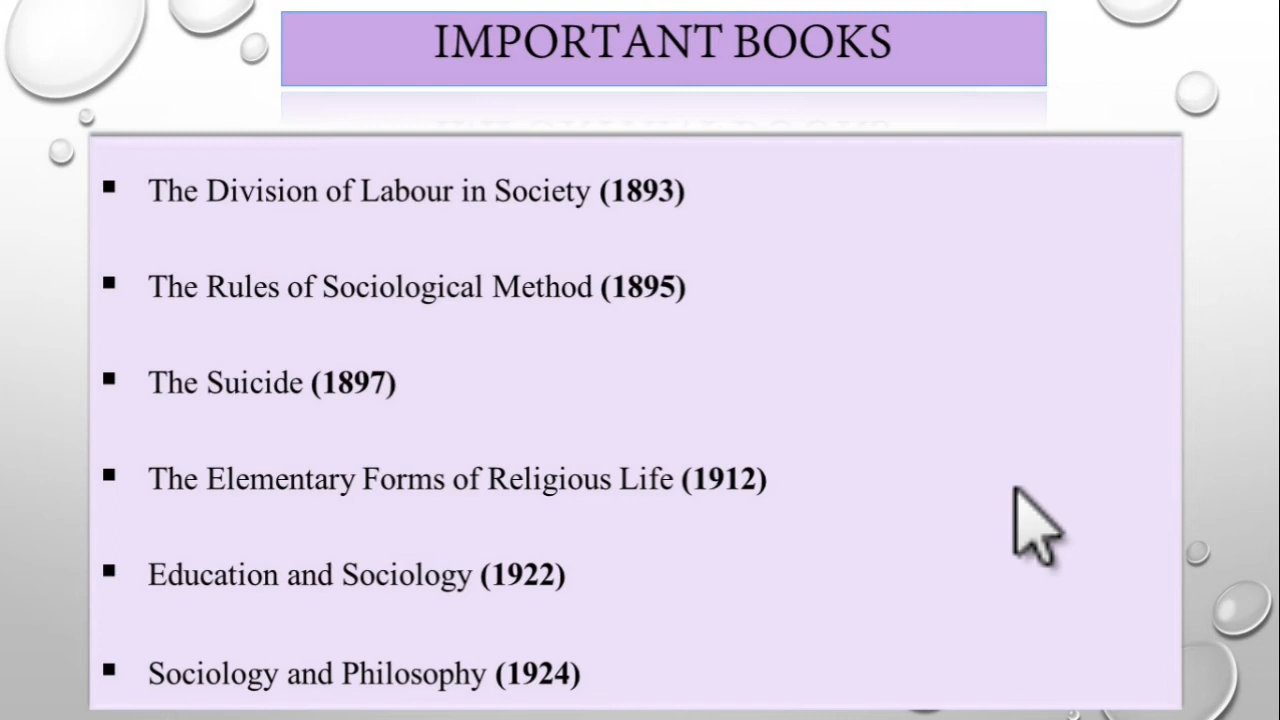 IMPORTANT BOOKS
The Division of Labour in Society (1893)
The Rules of Sociological Method (1895)
The Suicide (1897)
The Elementary Forms of Religious Life (1912)
Education and Sociology (1922)
Sociology and Philosophy (1924)